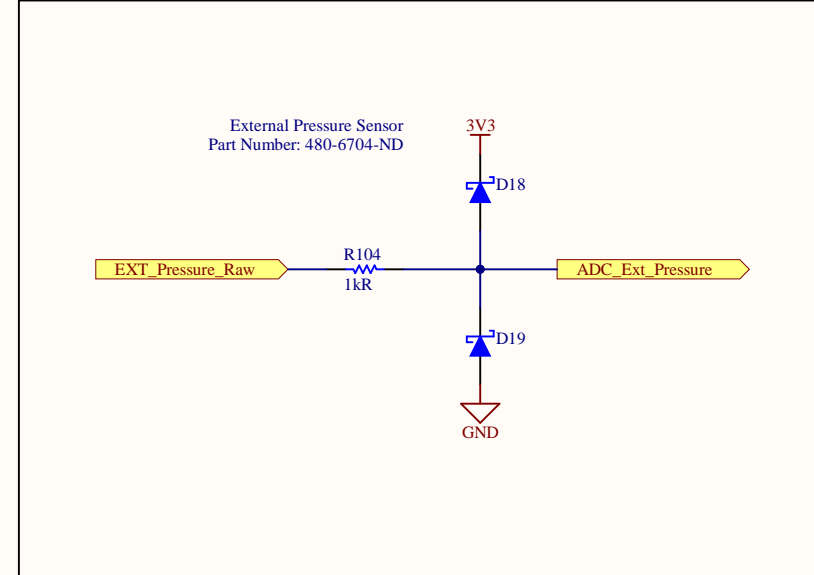 External Pressure Sensor
Part Number: 480-6704-ND
3V3
D18
R104
EXT_Pressure_Raw
ADC_Ext_Pressure
1kR
D19
GND